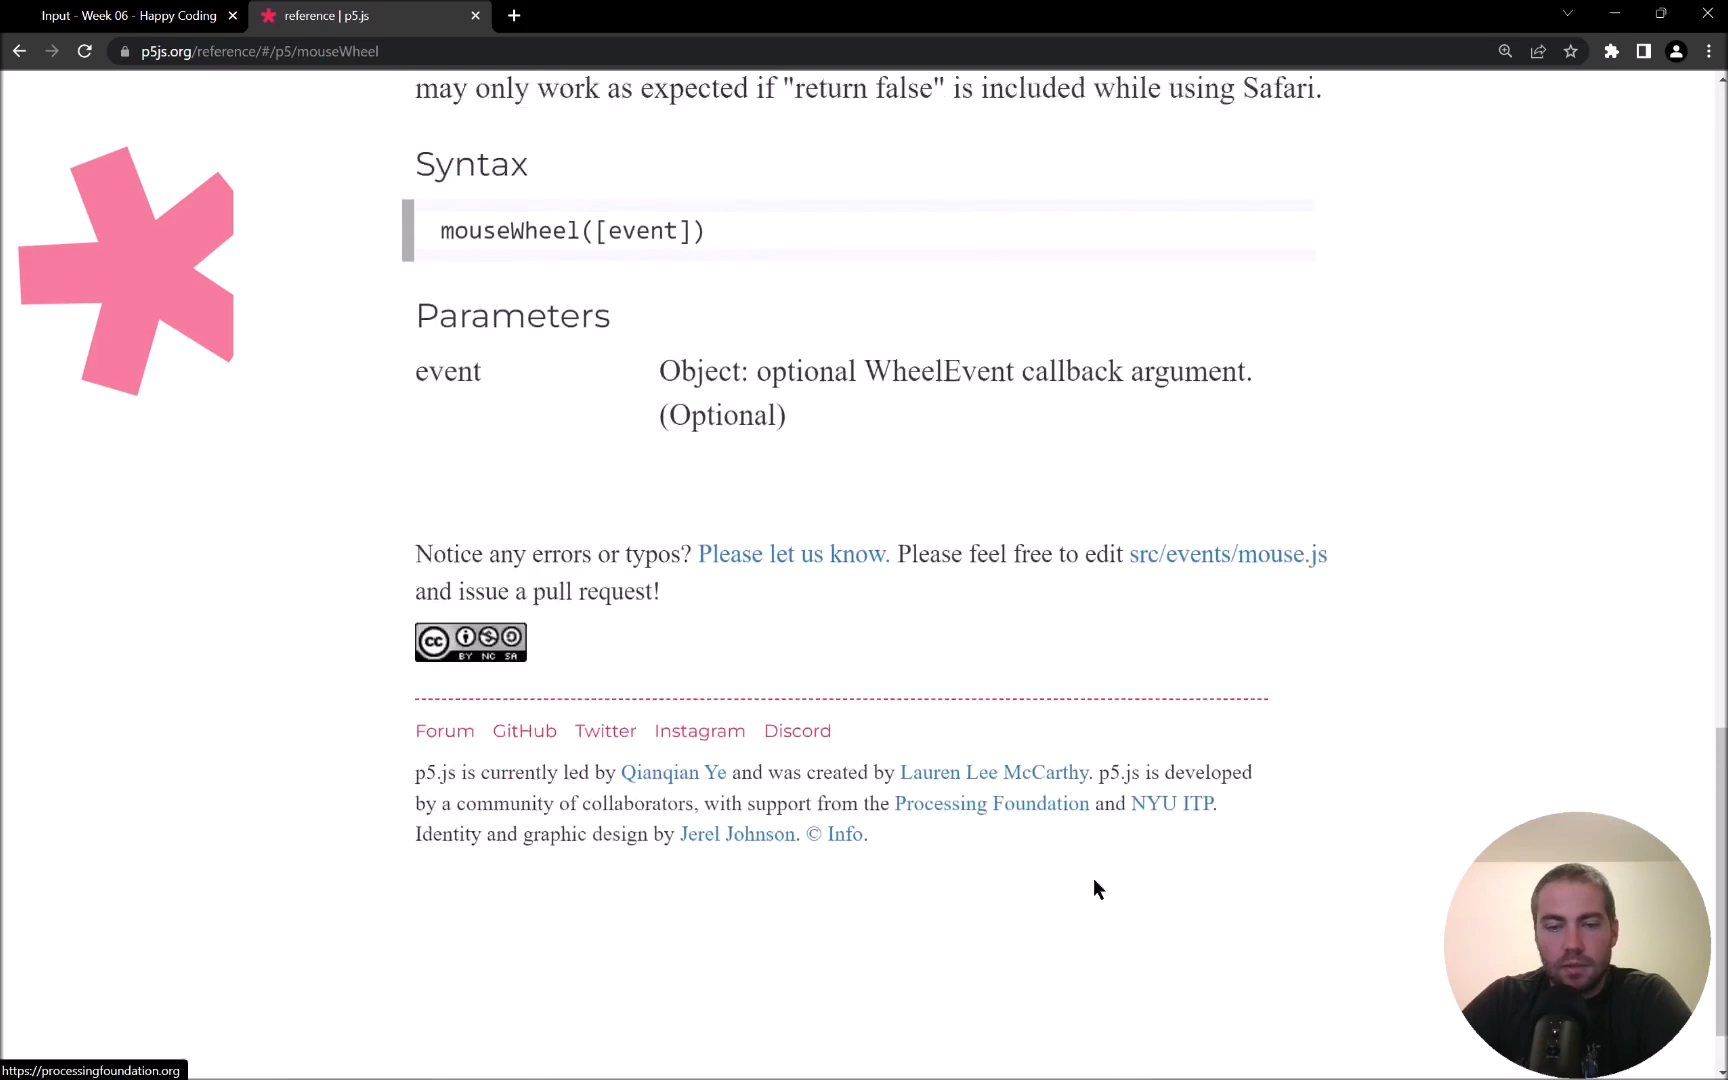 Input - Week 06 - Happy Coding
reference | p5.js
p5js.org/reference/#/p5/mouseWheel
may only work as expected if "return false" is included while using Safari.
Syntax
mouseWheel([event])
Parameters
event
Object: optional WheelEvent callback argument.
(Optional)
Notice any errors or typos? Please let us know. Please feel free to edit src/events/mouse.js
and issue a pull request!
cc
BY NC SA
Forum GitHub Twitter Instagram Discord
p5.js is currently led by Qianqian Ye and was created by Lauren Lee McCarthy. p5.js is developed
by a community of collaborators, with support from the Processing Foundation and NYU ITP.
Identity and graphic design by Jerel Johnson. © Info.
https://processingfoundation.org